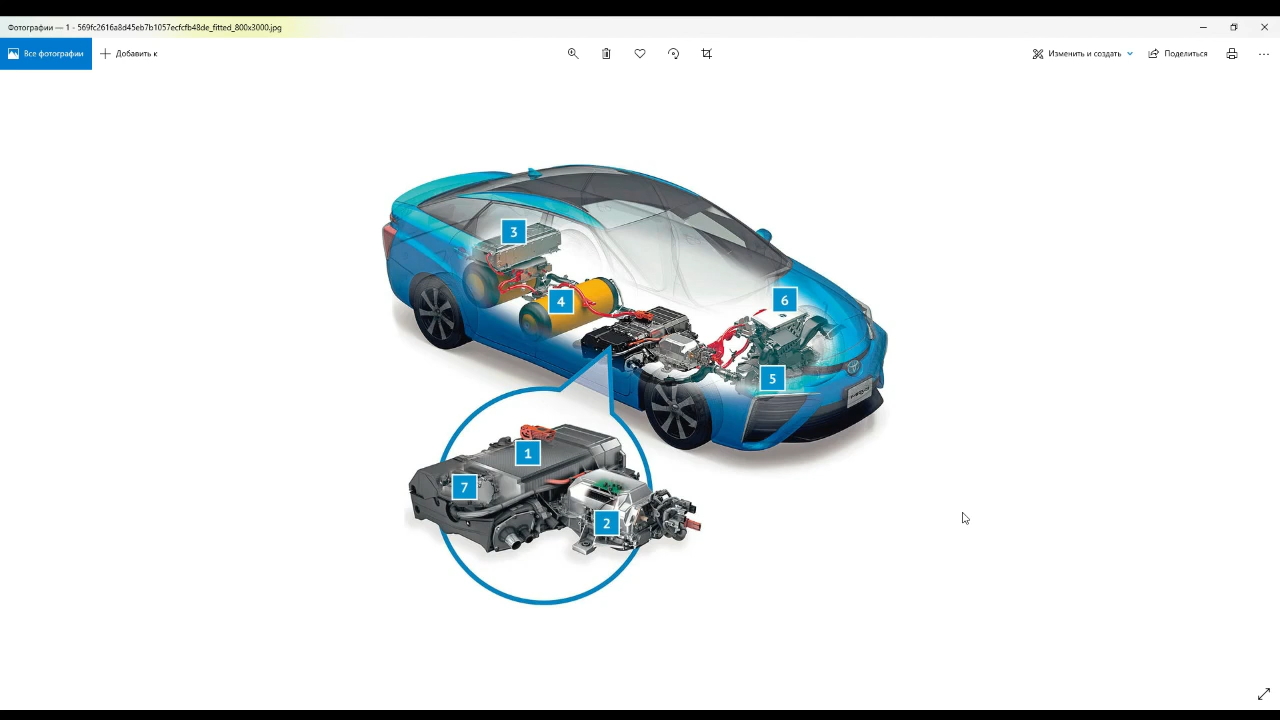 Фотографии — 1 - 569fc2616a8d45eb7b1057ecfcfb48de_fitted_800x3000.jpg
Все фотографии
Добавить к
Изменить и создать
Поделиться
3
4
6
5
1
7
2